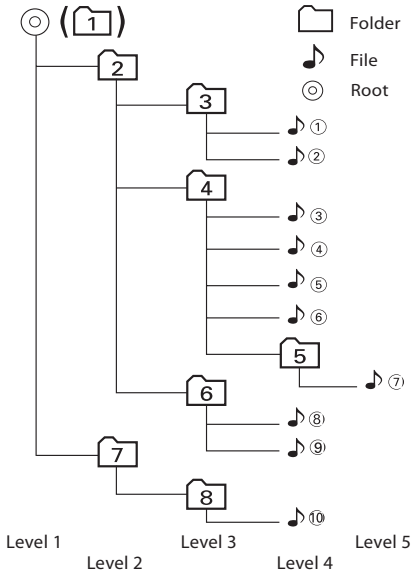 ( 1 )
Folder
2
File
Root
3
①
②
4
③
④
⑤
⑥
5
⑦
6
⑧
⑨
7
8
⑩
Level 1 Level 3 Level 5
Level 2 Level 4